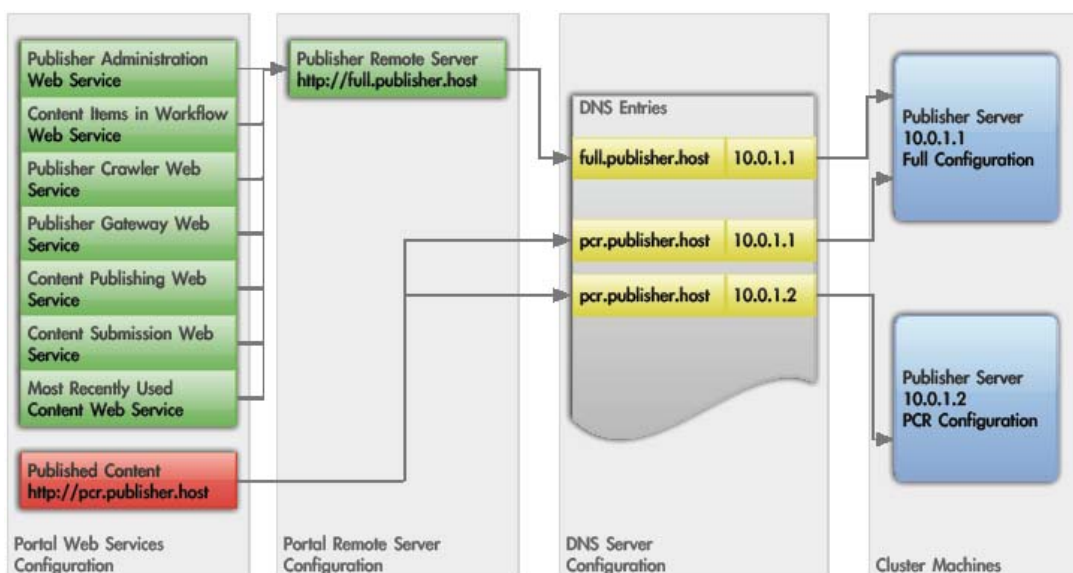 Publisher Administration
Web Service
Content Items in Workflow
Web Service
Publisher Crawler Web
Service
Publisher Gateway Web
Service
Content Publishing Web
Service
Content Submission Web
Service
Most Recently Used
Content Web Service
Published Content
http://pcr.publisher.host
Portal Web Services
Configuration
Publisher Remote Server
http://full.publisher.host
Portal Remote Server
Configuration
DNS Entries
full.publisher.host 10.0.1.1
pcr.publisher.host 10.0.1.1
pcr.publisher.host 10.0.1.2
DNS Server
Configuration
Publisher Server
10.0.1.1
Full Configuration
Publisher Server
10.0.1.2
PCR Configuration
Cluster Machines